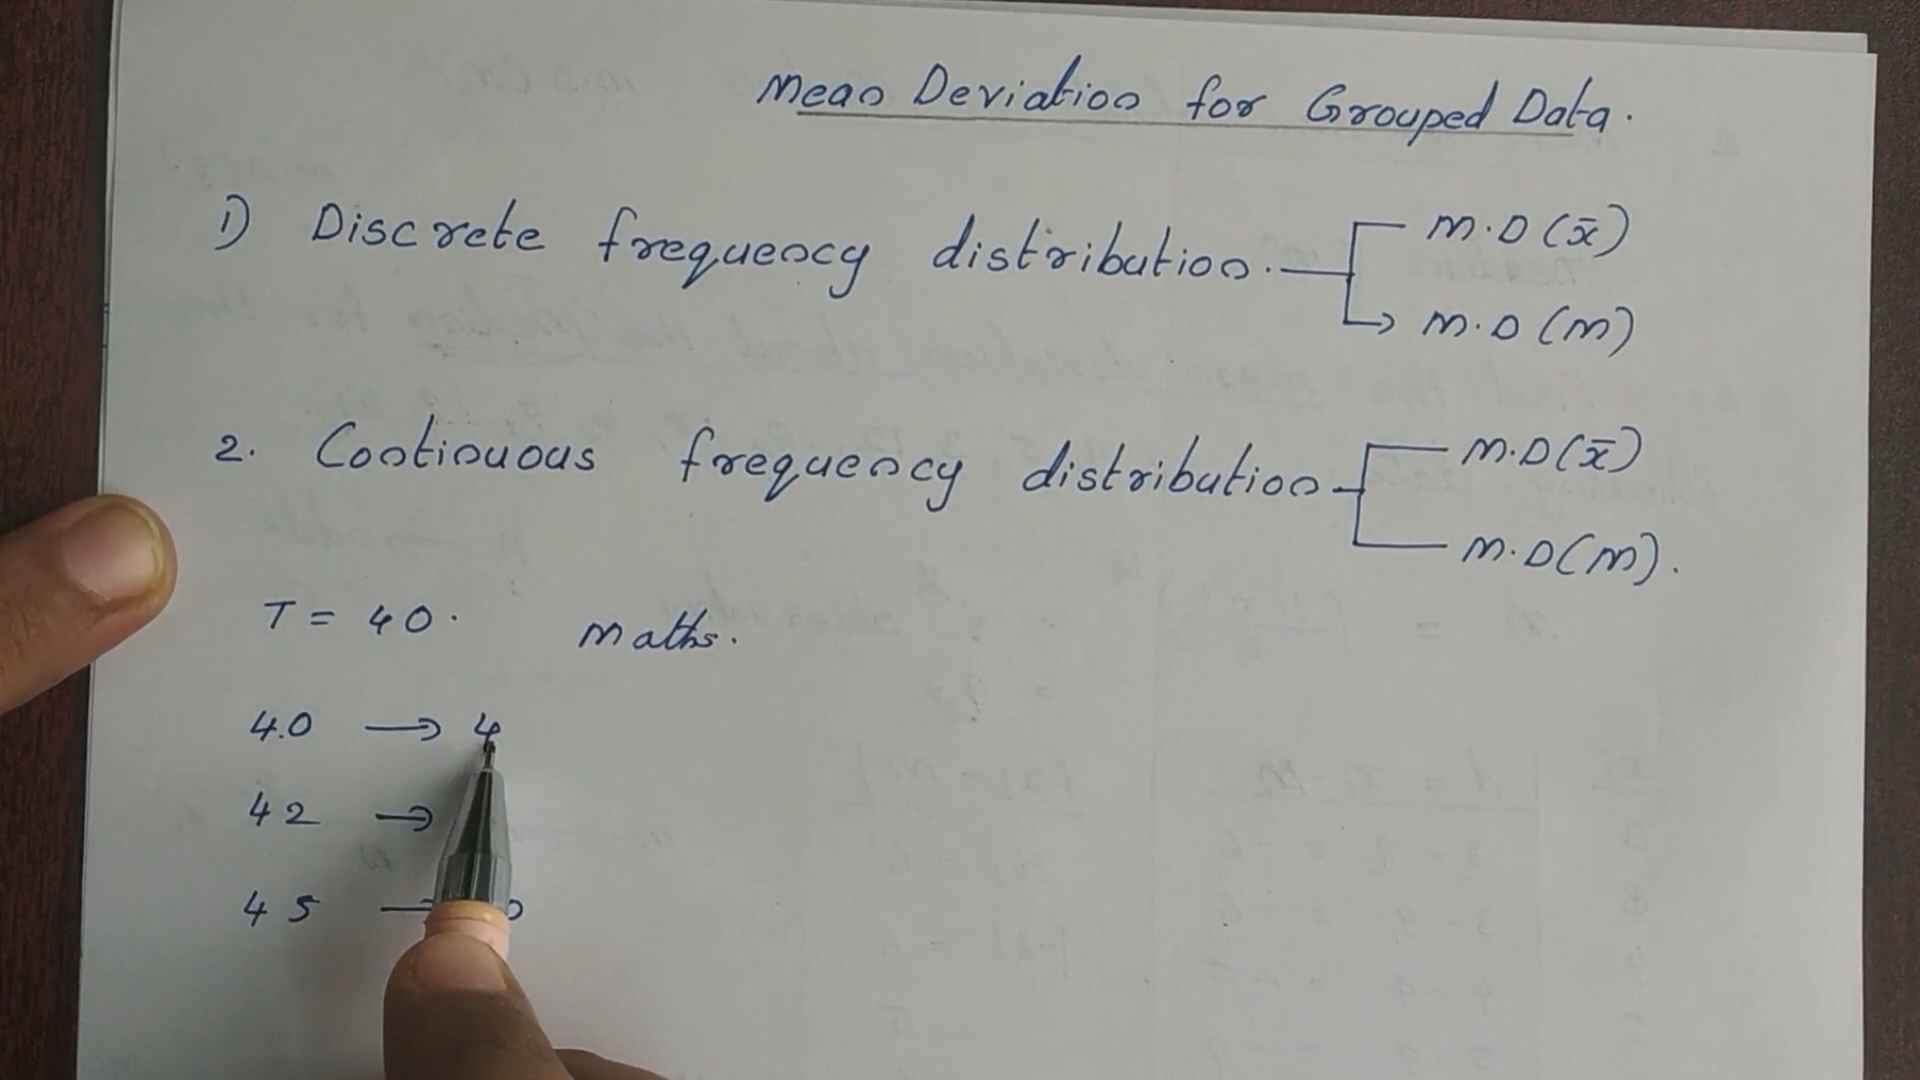 Mean Deviation for Grouped Data.
1) Discrete frequency distribution.
M.D (x̄)
M.D (M)
2. Continuous frequency distribution
M.D(x̄)
M.D(M).
T = 40. Maths.
40 → 4
42 →
45 →